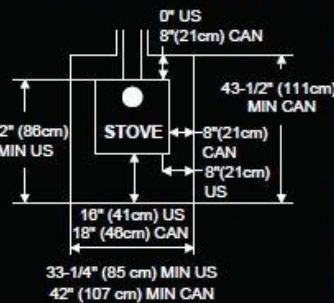 0" US
8"(21cm) CAN
43-1/2" (111cm)
MIN CAN
2" (86cm)
MIN US
STOVE
8"(21cm)
CAN
8"(21cm)
US
16" (41cm) US
18" (46cm) CAN
33-1/4" (85 cm) MIN US
42" (107 cm) MIN CAN